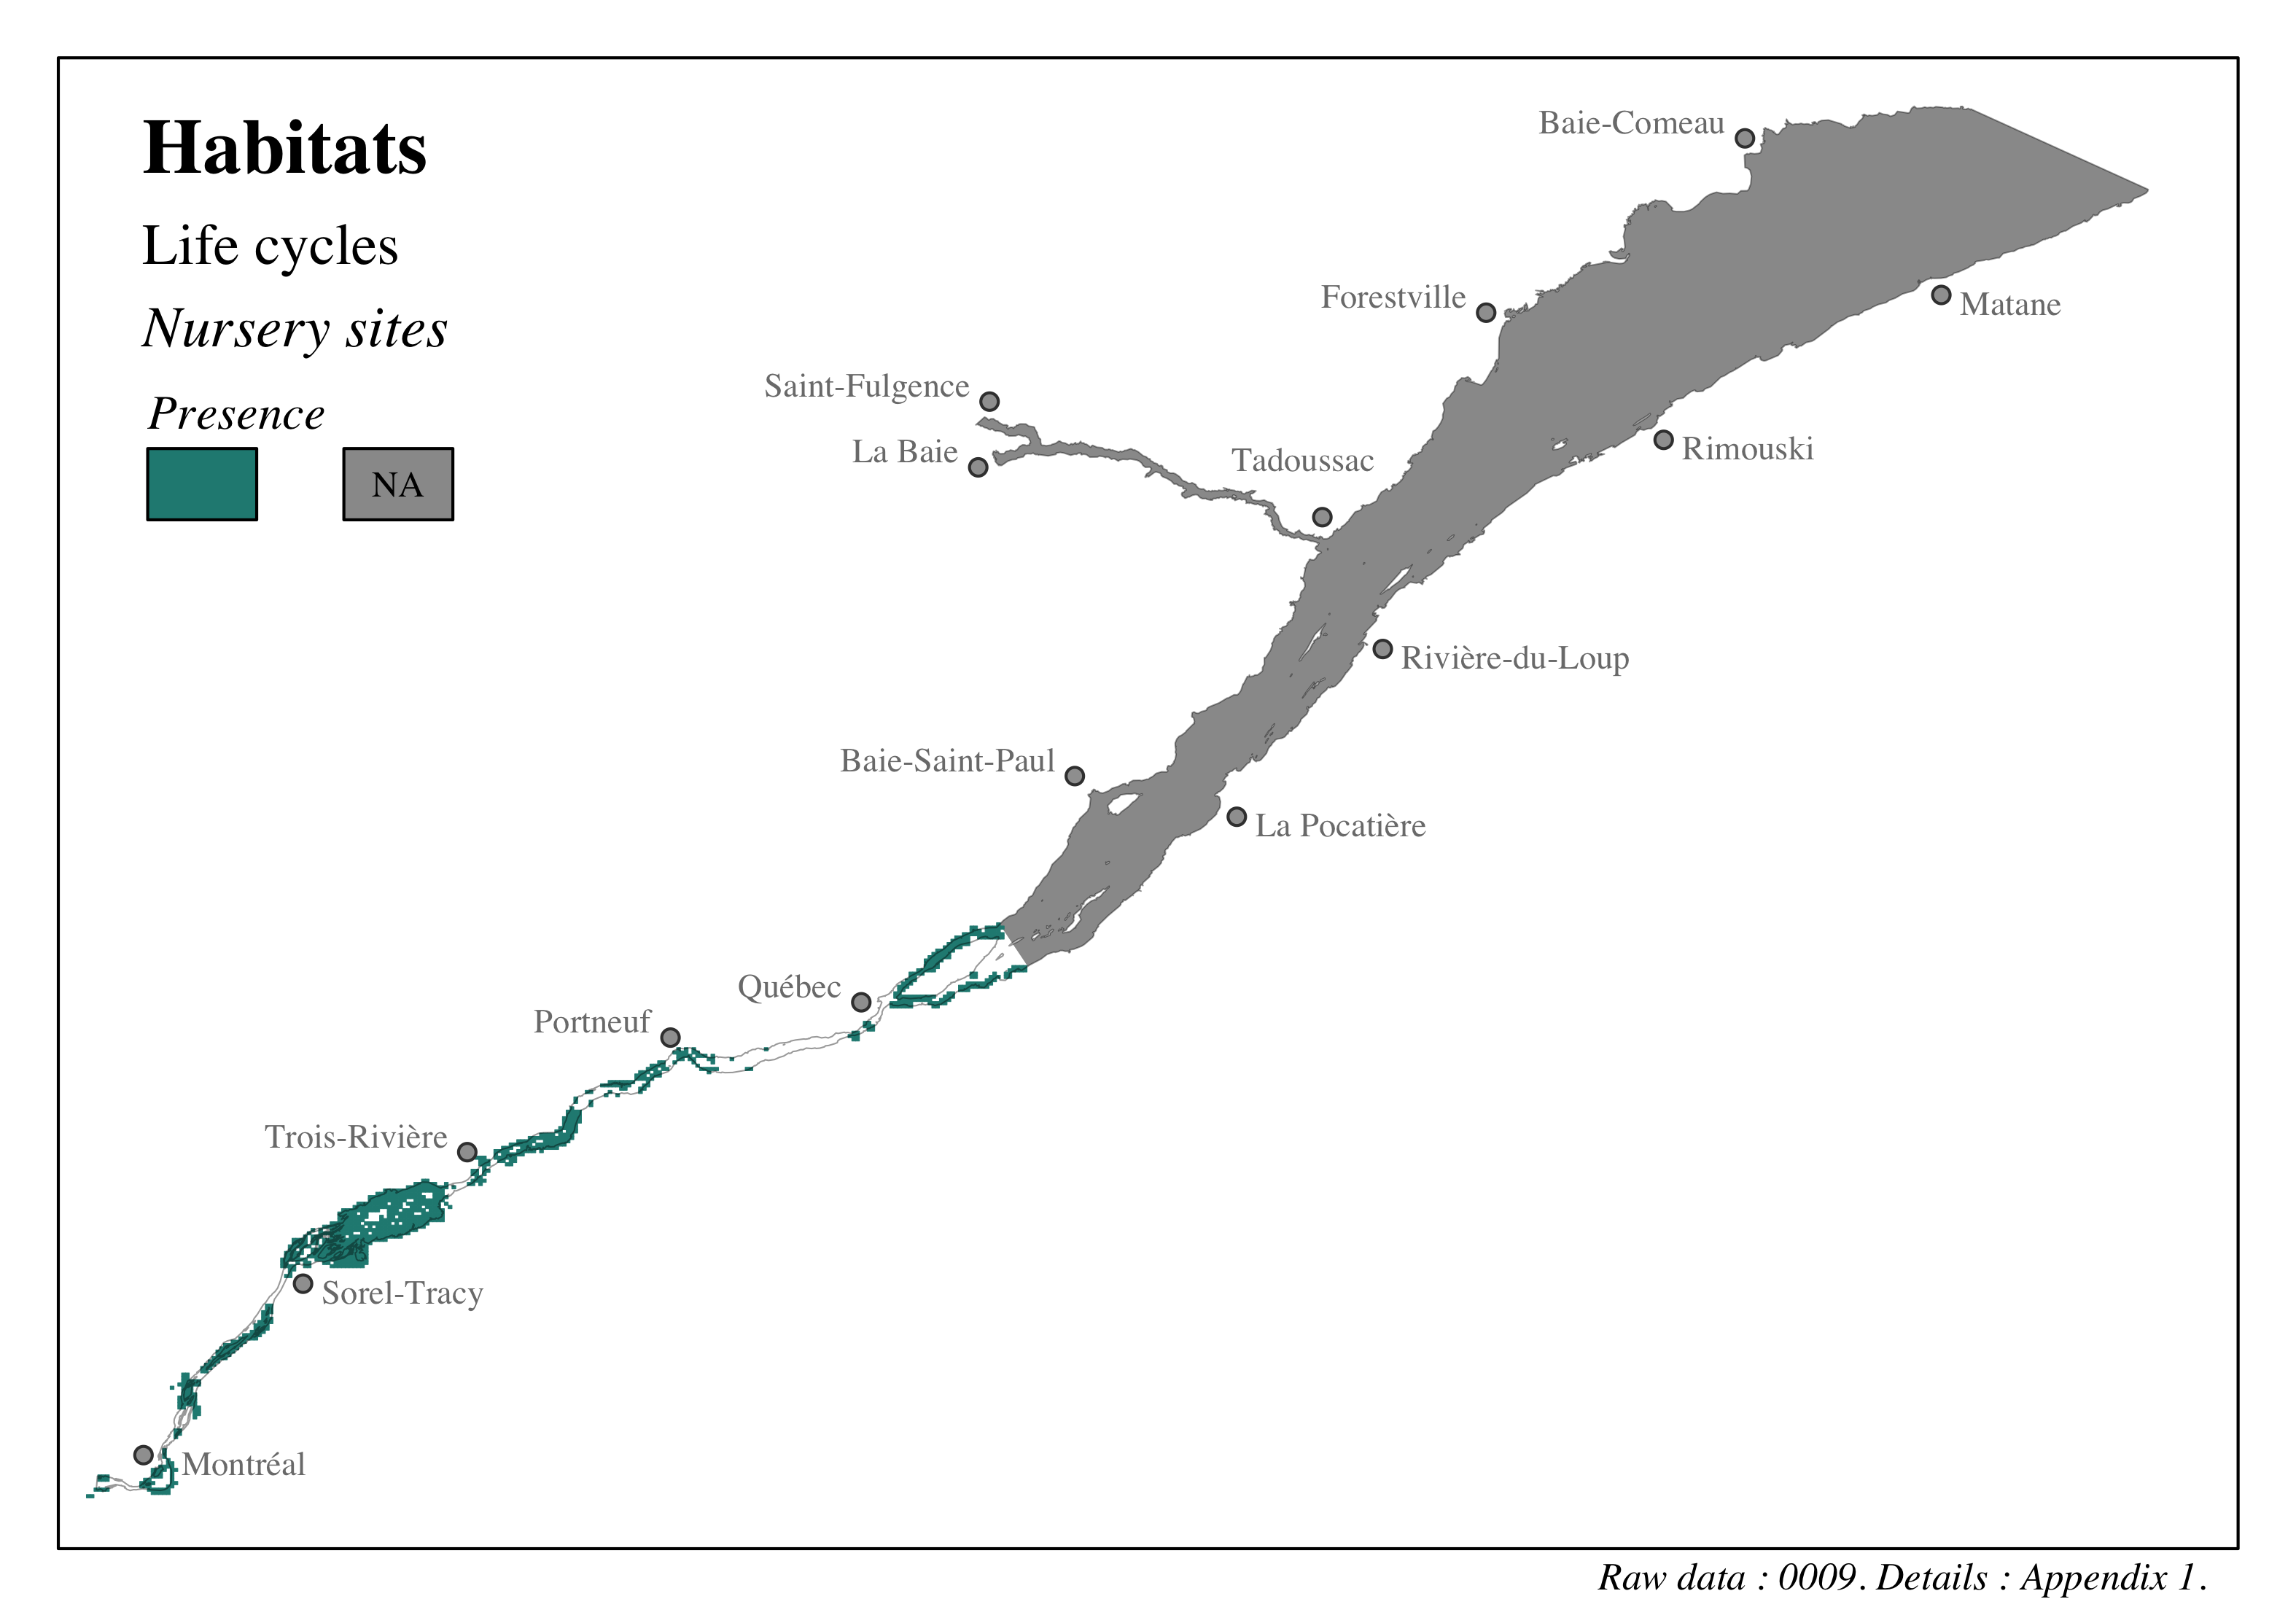 Habitats
Life cycles
Nursery sites
Presence
NA
Baie-Comeau
Forestville
Matane
Saint-Fulgence
La Baie
Tadoussac
Rimouski
Rivière-du-Loup
Baie-Saint-Paul
La Pocatière
Québec
Portneuf
Trois-Rivière
Sorel-Tracy
Montréal
Raw data : 0009. Details : Appendix 1.